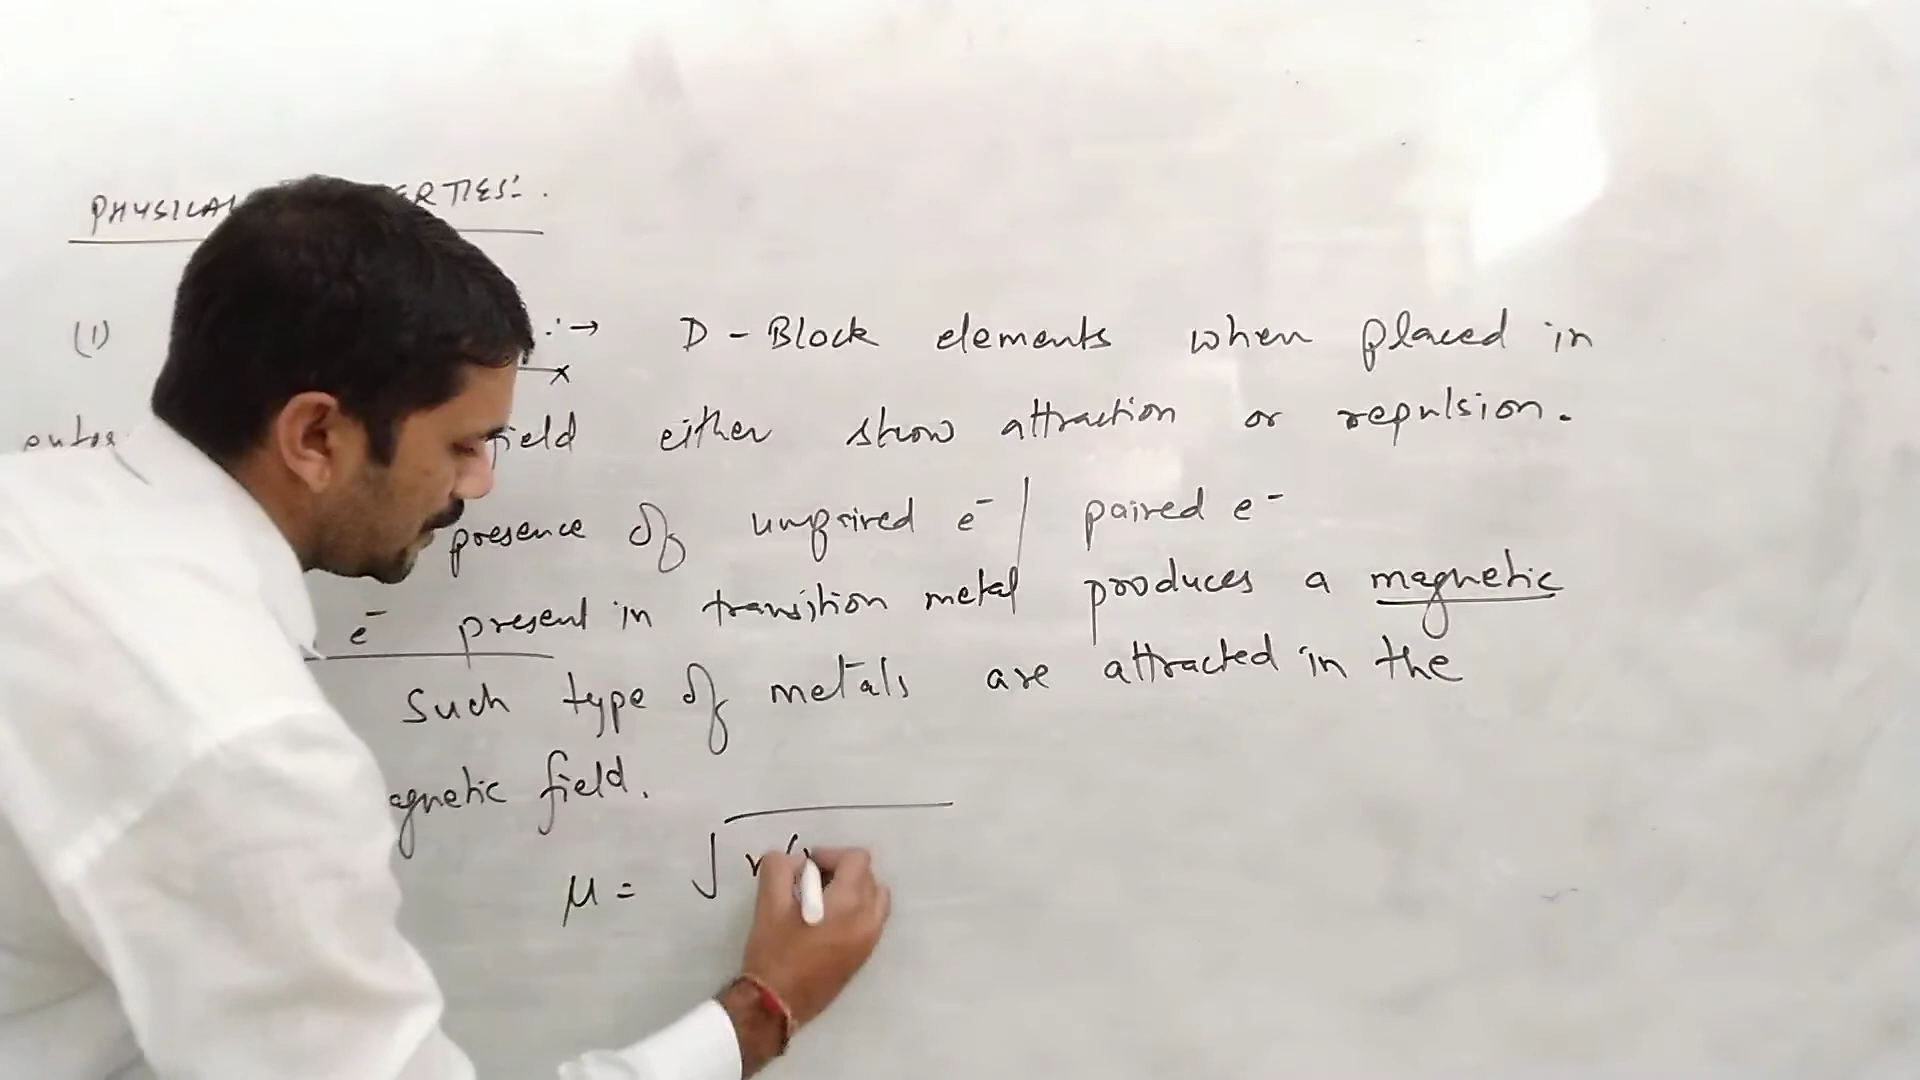 PHYSICAL ERTIES:.
(1) :→ D - Block elements when placed in
field either show attraction or repulsion.
presence of unpaired e⁻ / paired e⁻
e⁻ present in transition metal produces a magnetic
Such type of metals are attracted in the
agnetic field.
μ = √n(